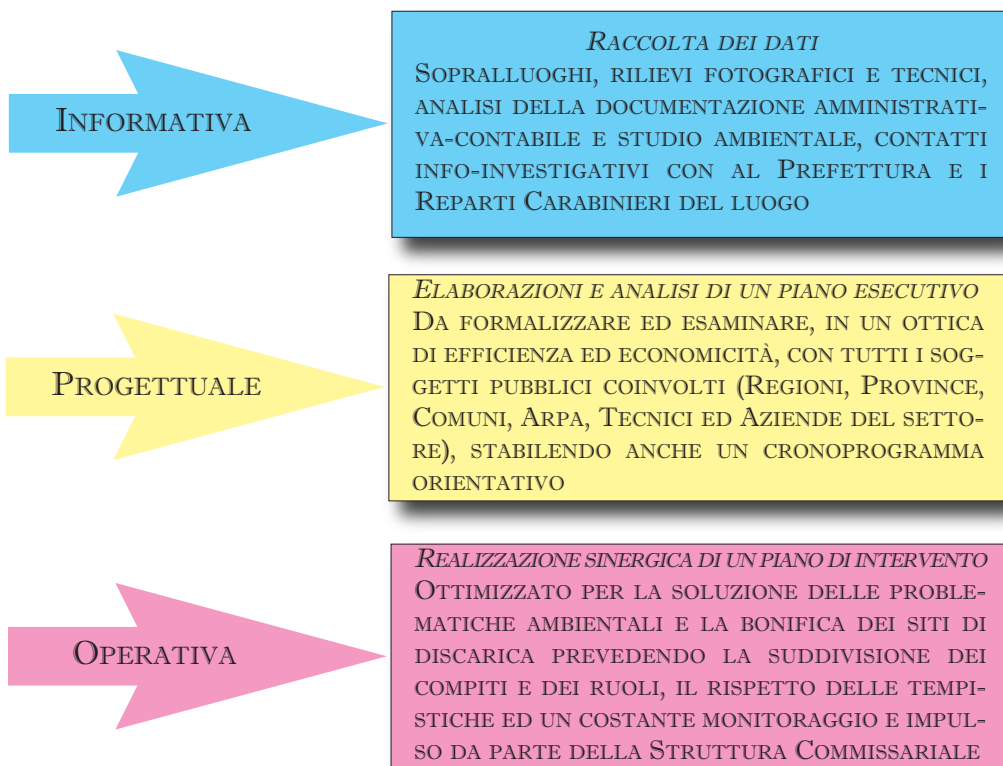 INFORMATIVA
RACCOLTA DEI DATI
SOPRALLUOGHI, RILIEVI FOTOGRAFICI E TECNICI,
ANALISI DELLA DOCUMENTAZIONE AMMINISTRATI-
VA-CONTABILE E STUDIO AMBIENTALE, CONTATTI
INFO-INVESTIGATIVI CON AL PREFETTURA E I
REPARTI CARABINIERI DEL LUOGO
PROGETTUALE
ELABORAZIONI E ANALISI DI UN PIANO ESECUTIVO
DA FORMALIZZARE ED ESAMINARE, IN UN OTTICA
DI EFFICIENZA ED ECONOMICITÀ, CON TUTTI I SOG-
GETTI PUBBLICI COINVOLTI (REGIONI, PROVINCE,
COMUNI, ARPA, TECNICI ED AZIENDE DEL SETTO-
RE), STABILENDO ANCHE UN CRONOPROGRAMMA
ORIENTATIVO
OPERATIVA
REALIZZAZIONE SINERGICA DI UN PIANO DI INTERVENTO
OTTIMIZZATO PER LA SOLUZIONE DELLE PROBLE-
MATICHE AMBIENTALI E LA BONIFICA DEI SITI DI
DISCARICA PREVEDENDO LA SUDDIVISIONE DEI
COMPITI E DEI RUOLI, IL RISPETTO DELLE TEMPI-
STICHE ED UN COSTANTE MONITORAGGIO E IMPUL-
SO DA PARTE DELLA STRUTTURA COMMISSARIALE